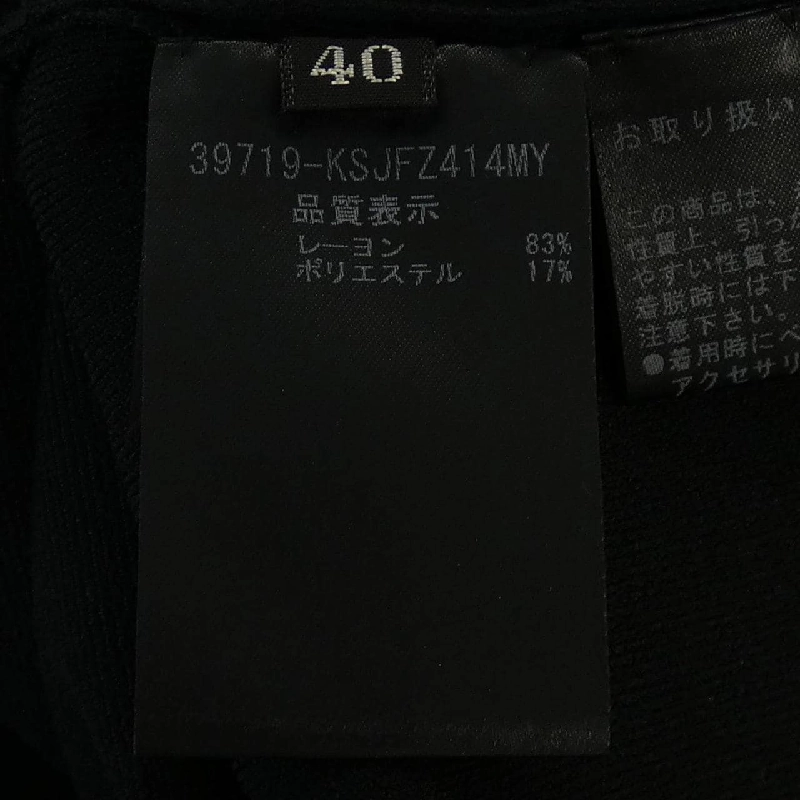 40
39719-KSJFZ414MY
品質表示
レーヨン 83%
ポリエステル 17%
お取り扱い
この商品は、
性質上 引っか
やすい性質を
着脱時には下
注意下さい。
●着用時にベ
アクセサリ